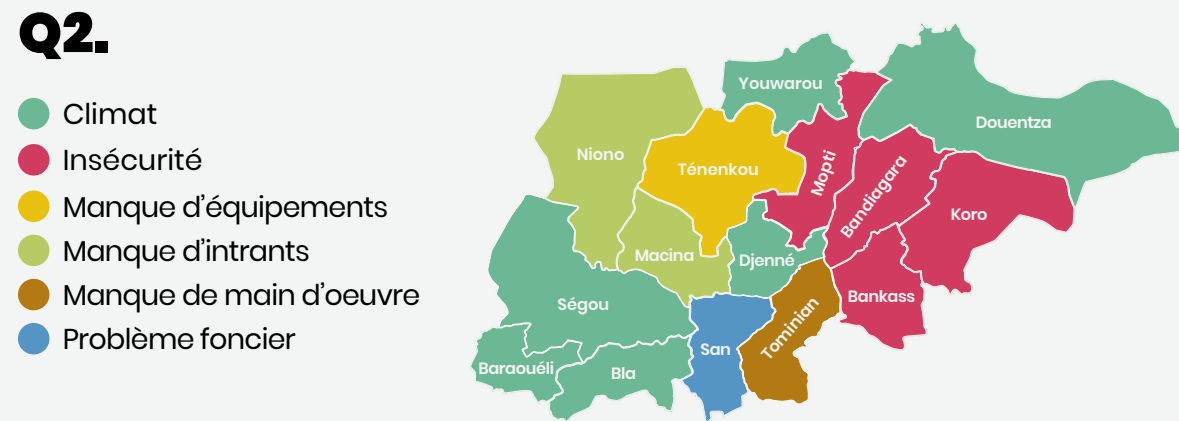 Q2.
Climat
Insécurité
Manque d'équipements
Manque d'intrants
Manque de main d'oeuvre
Problème foncier
Youwarou
Douentza
Niono
Ténenkou
Mopti
Bandiagara
Koro
Macina
Djenné
Ségou
Bankass
Tominian
San
Baraouéli
Bla